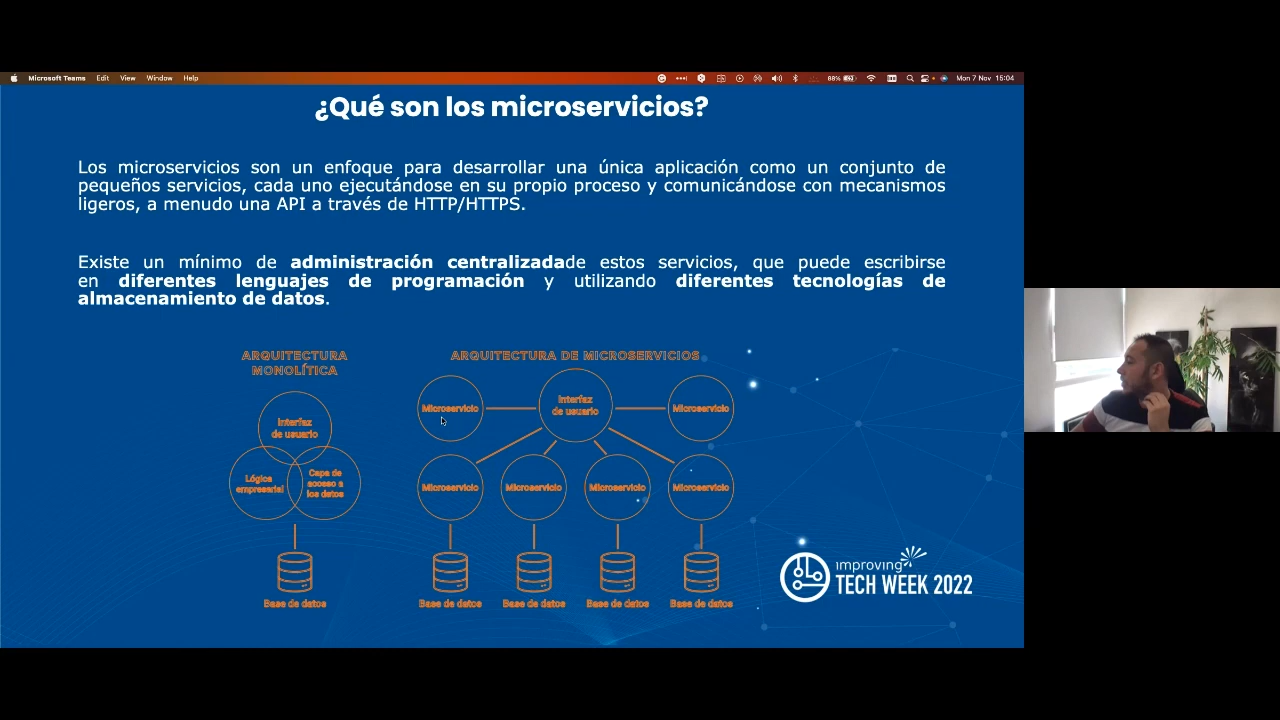 Microsoft Teams Edit View Window Help 88% Mon 7 Nov 15:04
¿Qué son los microservicios?
Los microservicios son un enfoque para desarrollar una única aplicación como un conjunto de
pequeños servicios, cada uno ejecutándose en su propio proceso y comunicándose con mecanismos
ligeros, a menudo una API a través de HTTP/HTTPS.
Existe un mínimo de administración centralizadade estos servicios, que puede escribirse
en diferentes lenguajes de programación y utilizando diferentes tecnologías de
almacenamiento de datos.
ARQUITECTURA
MONOLÍTICA
Interfaz
de usuario
Lógica
empresarial
Capa de
acceso a
los datos
Base de datos
ARQUITECTURA DE MICROSERVICIOS
Microservicio
Interfaz
de usuario
Microservicio
Microservicio Microservicio Microservicio Microservicio
Base de datos Base de datos Base de datos Base de datos
improving
TECH WEEK 2022